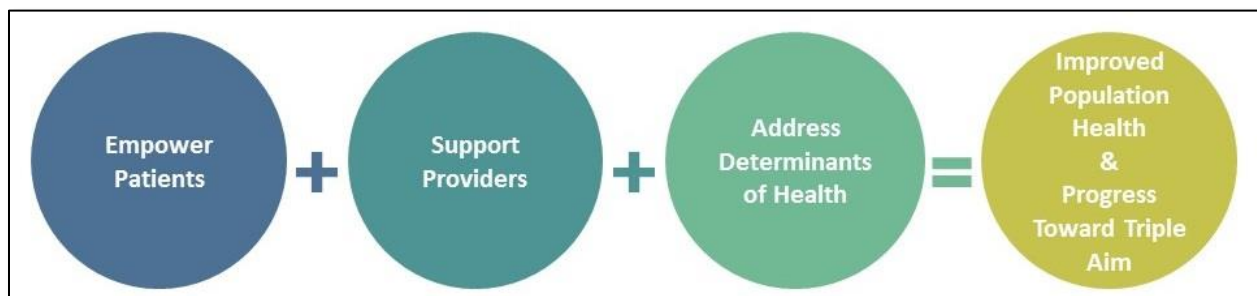 Empower
Patients
+
Support
Providers
+
Address
Determinants
of Health
=
Improved
Population
Health
&
Progress
Toward Triple
Aim